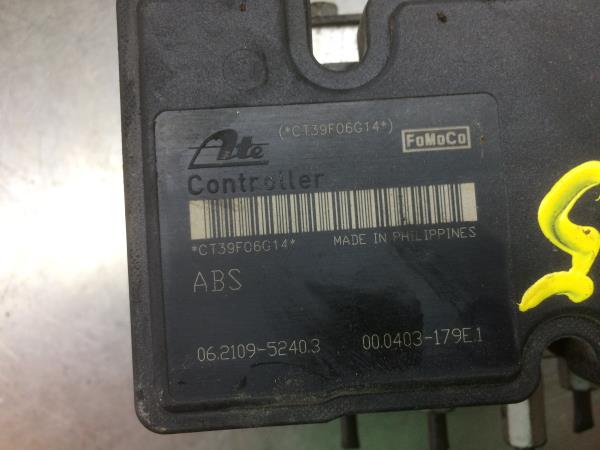 (*CT39F06G14*)
Ate
FoMoCo
Controller
*CT39F06G14*
MADE IN PHILIPPINES
ABS
06.2109-5240.3
00.0403-179E.1